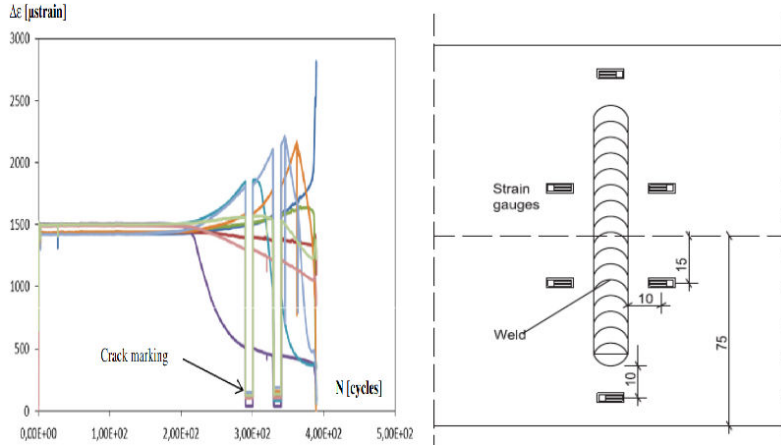 Δε [µstrain]
3000
2500
2000
1500
1000
500
0
Crack marking
N [cycles]
0,00E+00
1,00E+02
2,00E+02
3,00E+02
4,00E+02
5,00E+02
Strain
gauges
Weld
10
15
10
75